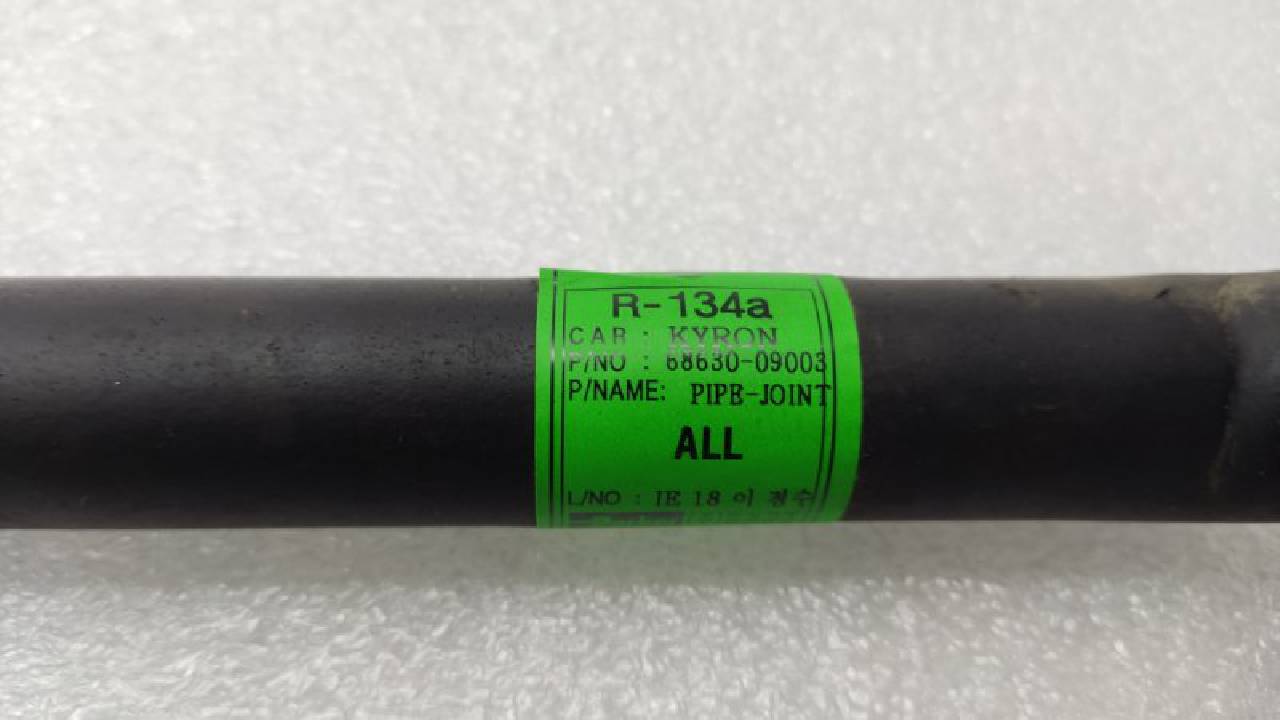 R-134a
CAR : KYRON
P/NO : 68630-09003
P/NAME: PIPE-JOINT
ALL
L/NO : IE 18 이 정수